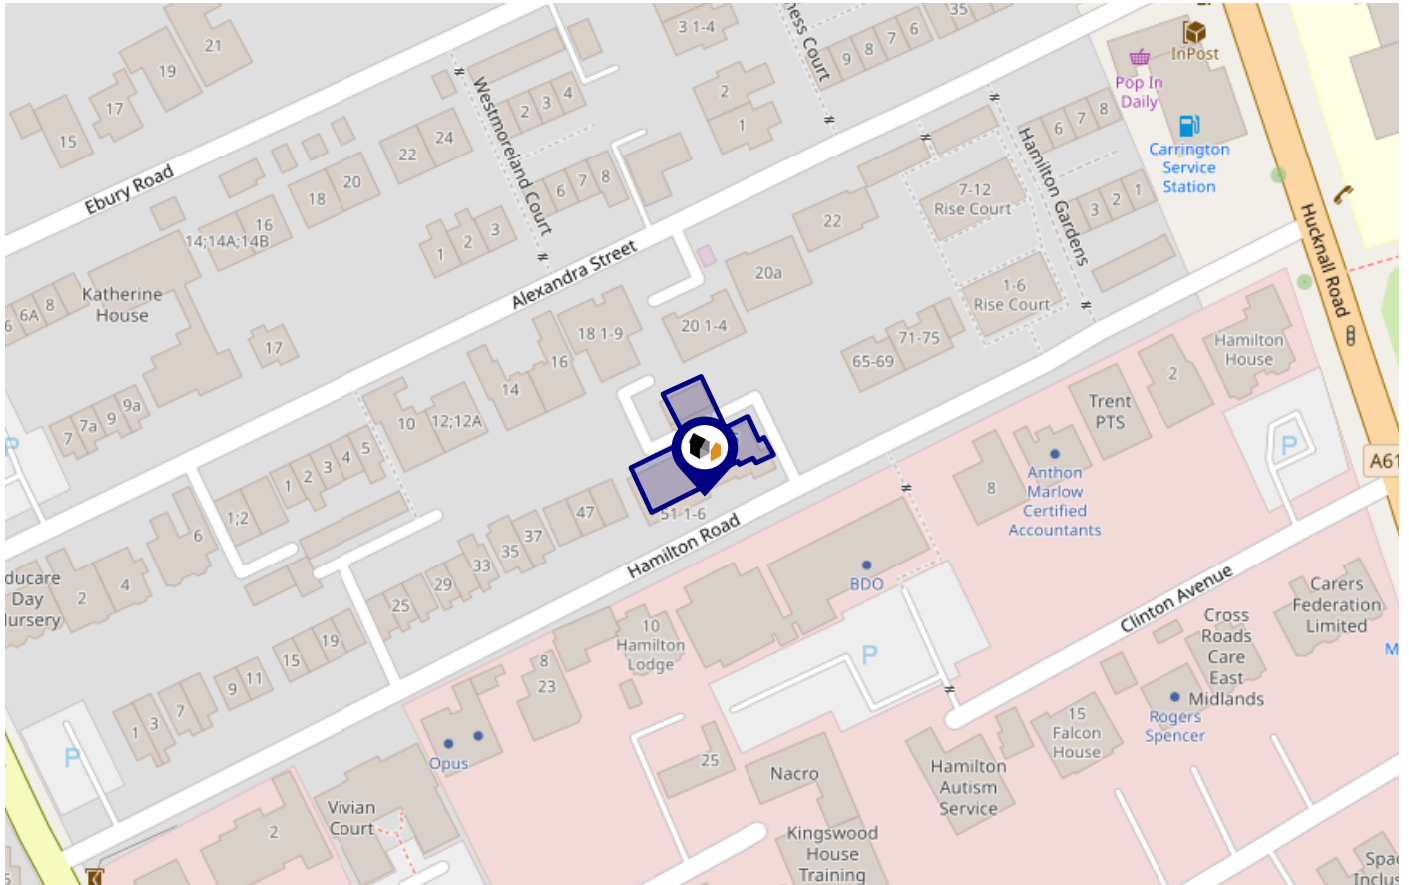 21
19
17
15
3 1-4
ness Court
35
9 8 7 6
InPost
Pop In
Daily
2
1
Westmoreland Court
2 3 4
24
22
20
18
6 7 8
Hamilton Gardens
6 7 8
Carrington
Service
Station
Ebury Road
16
14;14A;14B
1 2 3
7-12
Rise Court
3 2 1
22
Hucknall Road
Alexandra Street
20a
1-6
Rise Court
Katherine
House
6 6A 8
17
18 1-9
20 1-4
16
14
71-75
65-69
Hamilton
House
2
Trent
PTS
7 7a 9 9a
10
12;12A
P
P
1 2 3 4 5
A61
Anthon
Marlow
Certified
Accountants
8
1;2
47
51 1-6
Hamilton Road
6
37
35
33
29
25
ducare
Day
2
4
BDO
Clinton Avenue
Carers
Federation
Limited
Cross
Roads
Care
East
Midlands
19
15
9 11
10
Hamilton
Lodge
P
8
23
1 3 7
P
Opus
Rogers
Spencer
15
Falcon
House
M
25
Nacro
Hamilton
Autism
Service
Vivian
Court
2
Kingswood
House
Training
Spac
Inclus
5